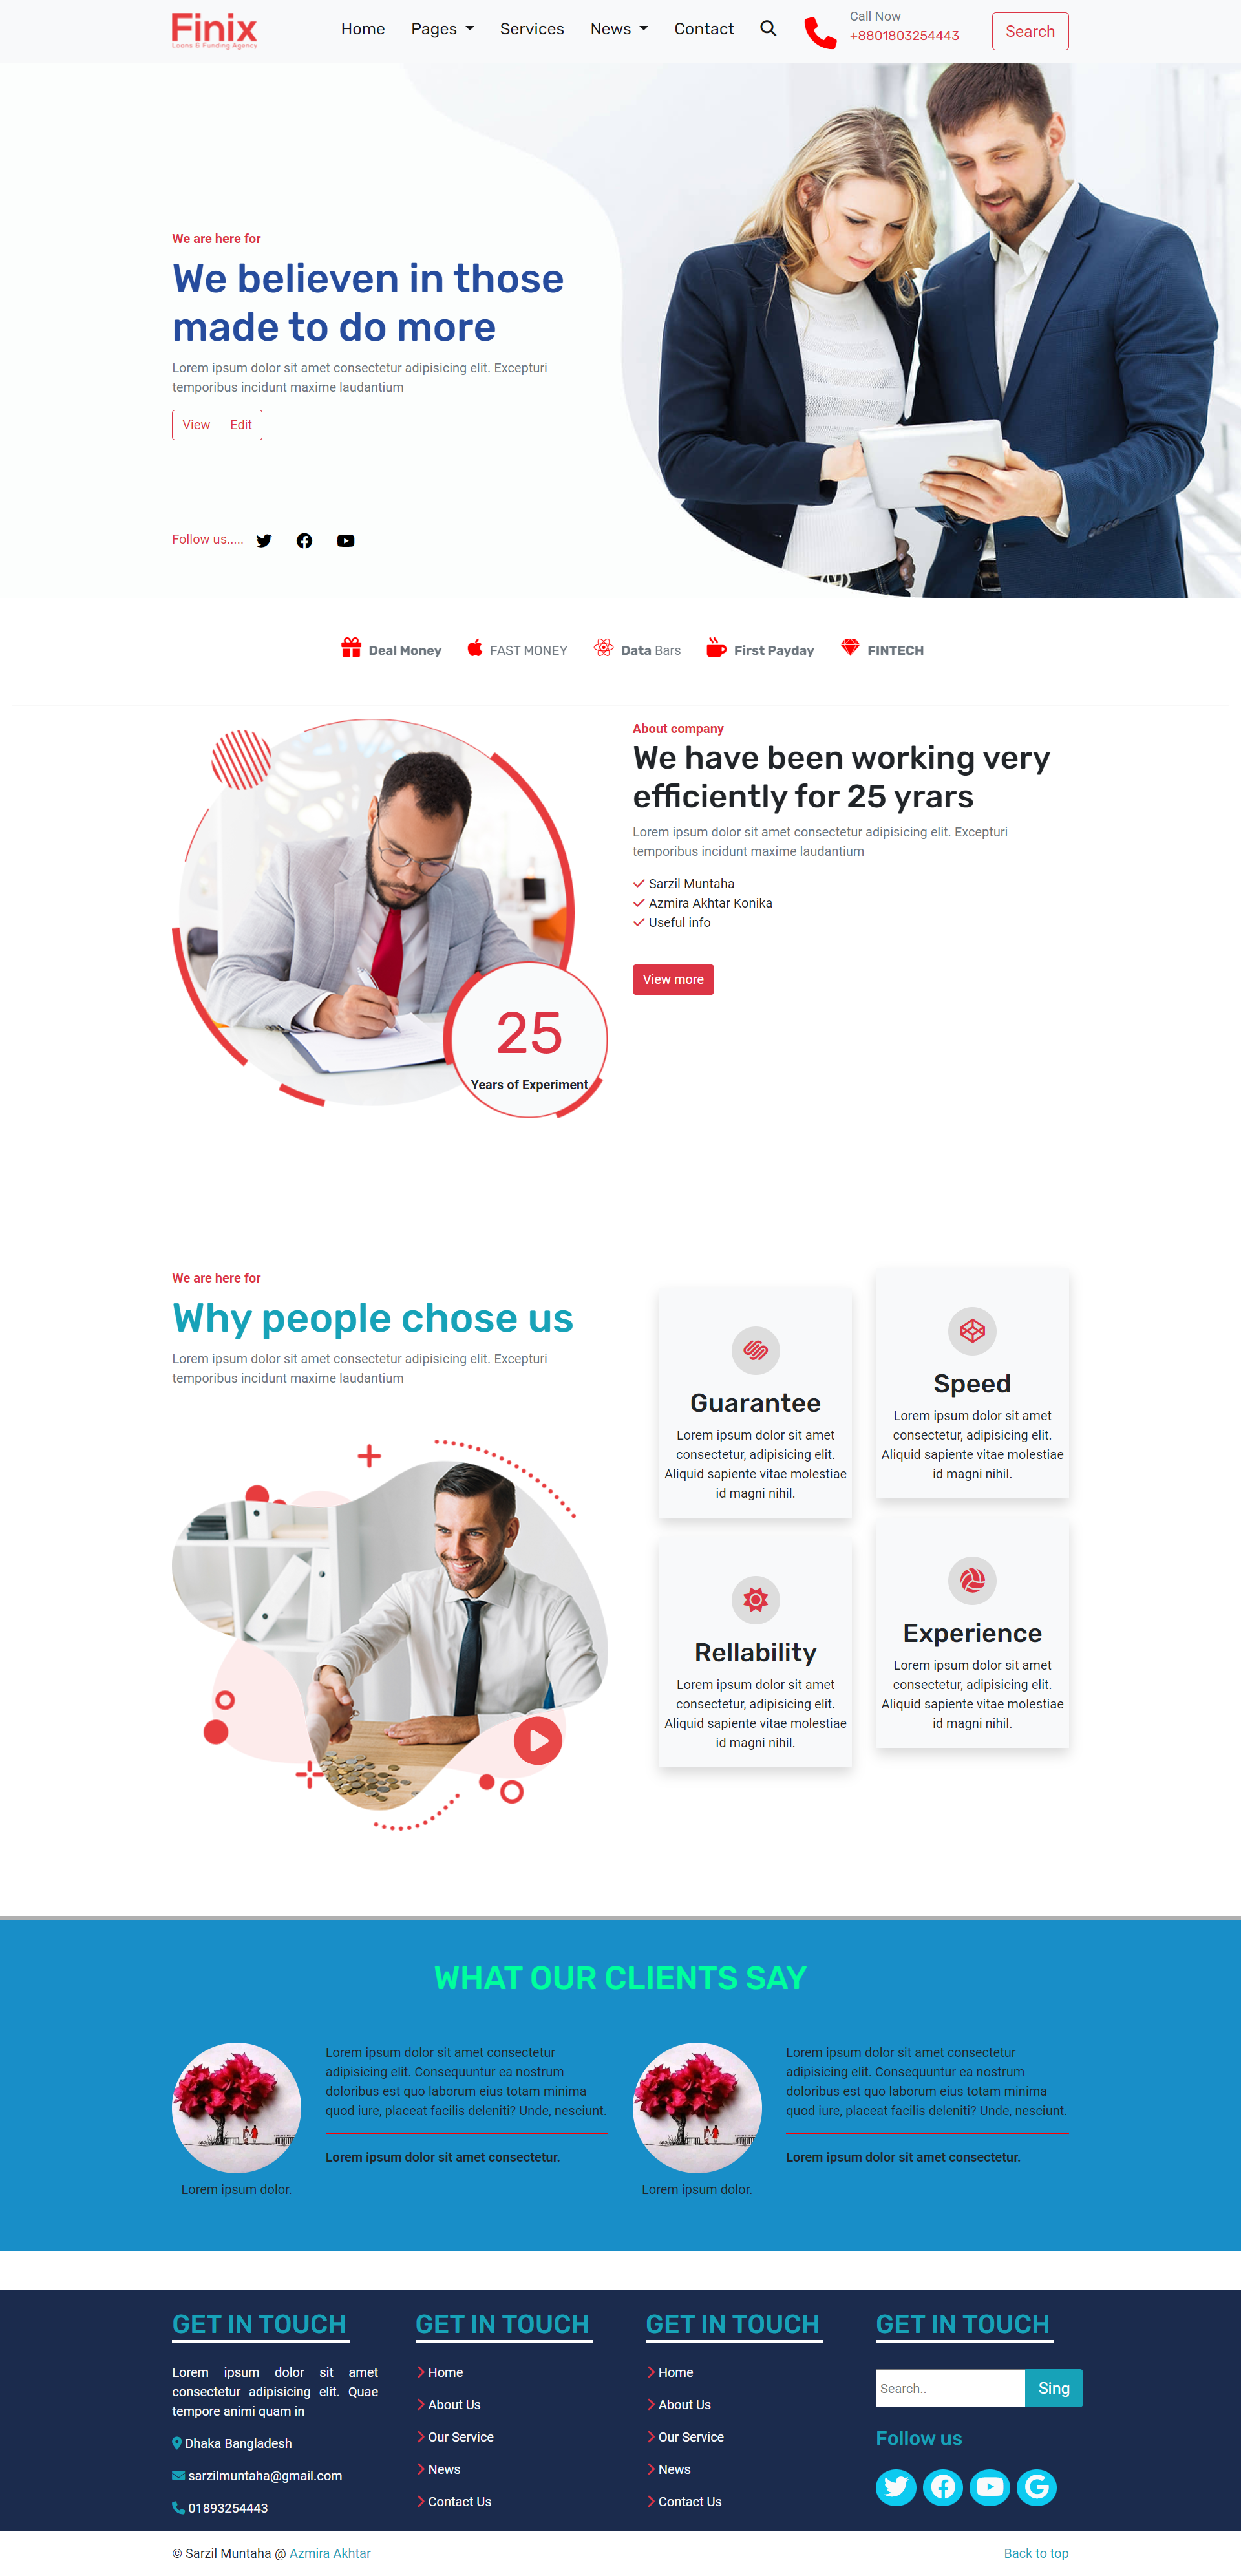 Finix
Loans & Funding Agency
Home
Pages
Services
News
Contact
Call Now
+8801803254443
Search
We are here for
We believen in those
made to do more
Lorem ipsum dolor sit amet consectetur adipisicing elit. Excepturi
temporibus incidunt maxime laudantium
View
Edit
Follow us.....
Deal Money
FAST MONEY
Data Bars
First Payday
FINTECH
About company
We have been working very
efficiently for 25 yrars
Lorem ipsum dolor sit amet consectetur adipisicing elit. Excepturi
temporibus incidunt maxime laudantium
Sarzil Muntaha
Azmira Akhtar Konika
Useful info
View more
25
Years of Experiment
We are here for
Why people chose us
Lorem ipsum dolor sit amet consectetur adipisicing elit. Excepturi
temporibus incidunt maxime laudantium
Guarantee
Lorem ipsum dolor sit amet
consectetur, adipisicing elit.
Aliquid sapiente vitae molestiae
id magni nihil.
Speed
Lorem ipsum dolor sit amet
consectetur, adipisicing elit.
Aliquid sapiente vitae molestiae
id magni nihil.
Rellability
Lorem ipsum dolor sit amet
consectetur, adipisicing elit.
Aliquid sapiente vitae molestiae
id magni nihil.
Experience
Lorem ipsum dolor sit amet
consectetur, adipisicing elit.
Aliquid sapiente vitae molestiae
id magni nihil.
WHAT OUR CLIENTS SAY
Lorem ipsum dolor.
Lorem ipsum dolor sit amet consectetur
adipisicing elit. Consequuntur ea nostrum
doloribus est quo laborum eius totam minima
quod iure, placeat facilis deleniti? Unde, nesciunt.
Lorem ipsum dolor sit amet consectetur.
Lorem ipsum dolor.
Lorem ipsum dolor sit amet consectetur
adipisicing elit. Consequuntur ea nostrum
doloribus est quo laborum eius totam minima
quod iure, placeat facilis deleniti? Unde, nesciunt.
Lorem ipsum dolor sit amet consectetur.
GET IN TOUCH
Lorem ipsum dolor sit amet
consectetur adipisicing elit. Quae
tempore animi quam in
Dhaka Bangladesh
sarzilmuntaha@gmail.com
01893254443
GET IN TOUCH
Home
About Us
Our Service
News
Contact Us
GET IN TOUCH
Home
About Us
Our Service
News
Contact Us
GET IN TOUCH
Search..
Sing
Follow us
© Sarzil Muntaha @ Azmira Akhtar
Back to top